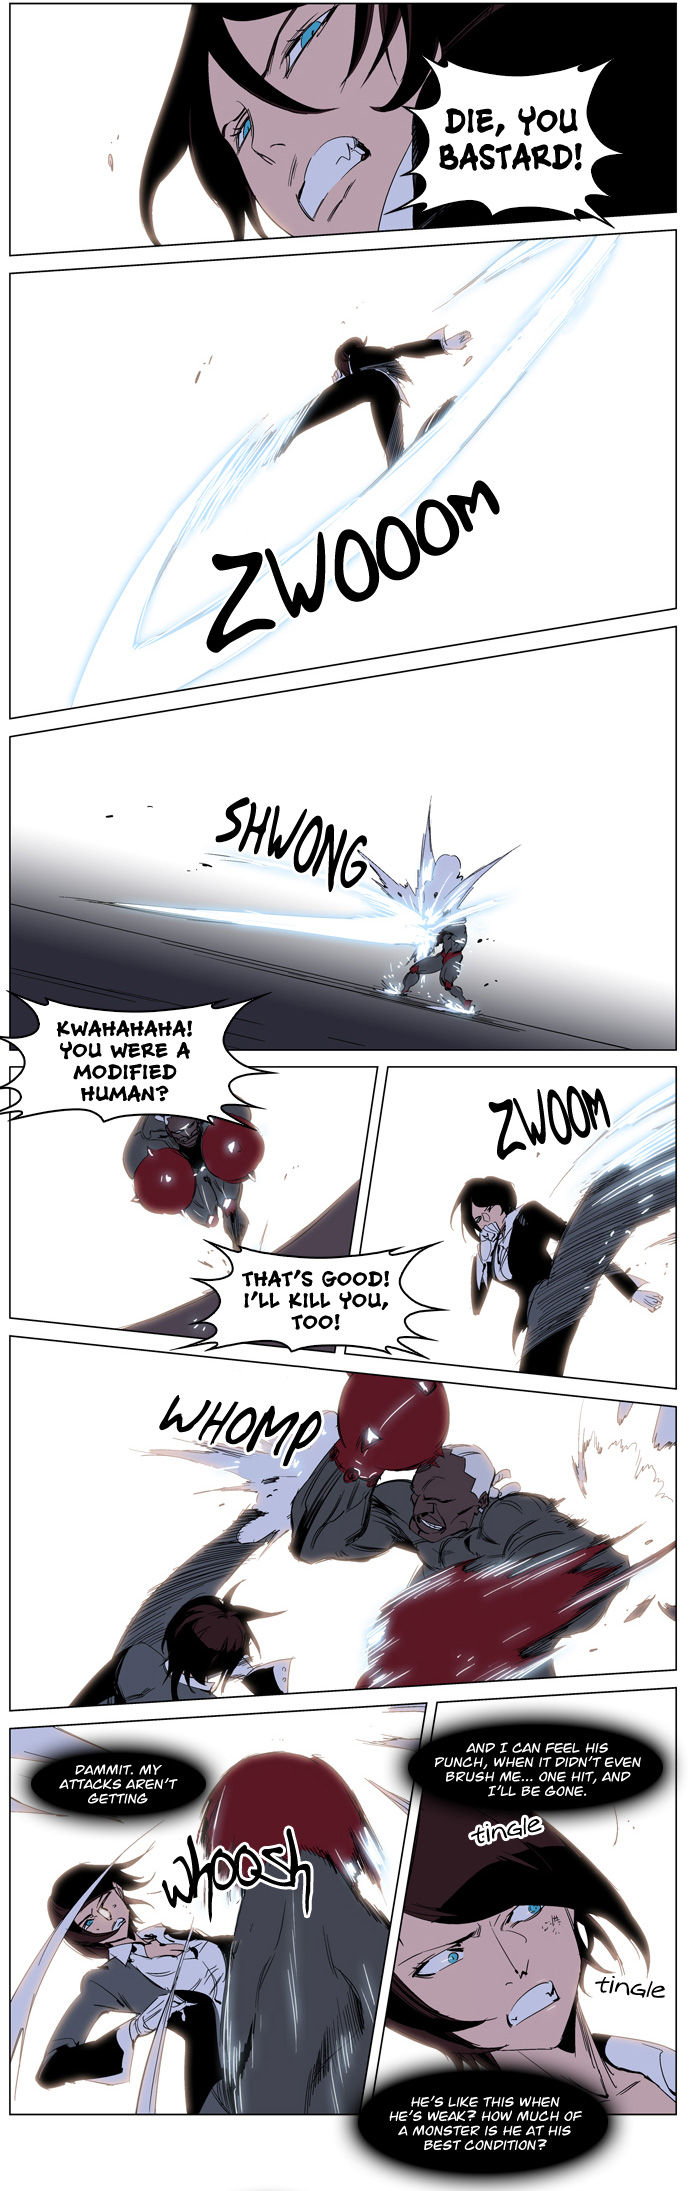 DIE, YOU
BASTARD!
ZWOOOM
SHWONG
KWAHAHAHA!
YOU WERE A
MODIFIED
HUMAN?
ZWOOM
THAT'S GOOD!
I'LL KILL YOU,
TOO!
WHOMP
DAMMIT. MY
ATTACKS AREN'T
GETTING
WHOOSH
AND I CAN FEEL HIS
PUNCH, WHEN IT DIDN'T EVEN
BRUSH ME... ONE HIT, AND
I'LL BE GONE.
tingle
tingle
HE'S LIKE THIS WHEN
HE'S WEAK? HOW MUCH OF
A MONSTER IS HE AT HIS
BEST CONDITION?